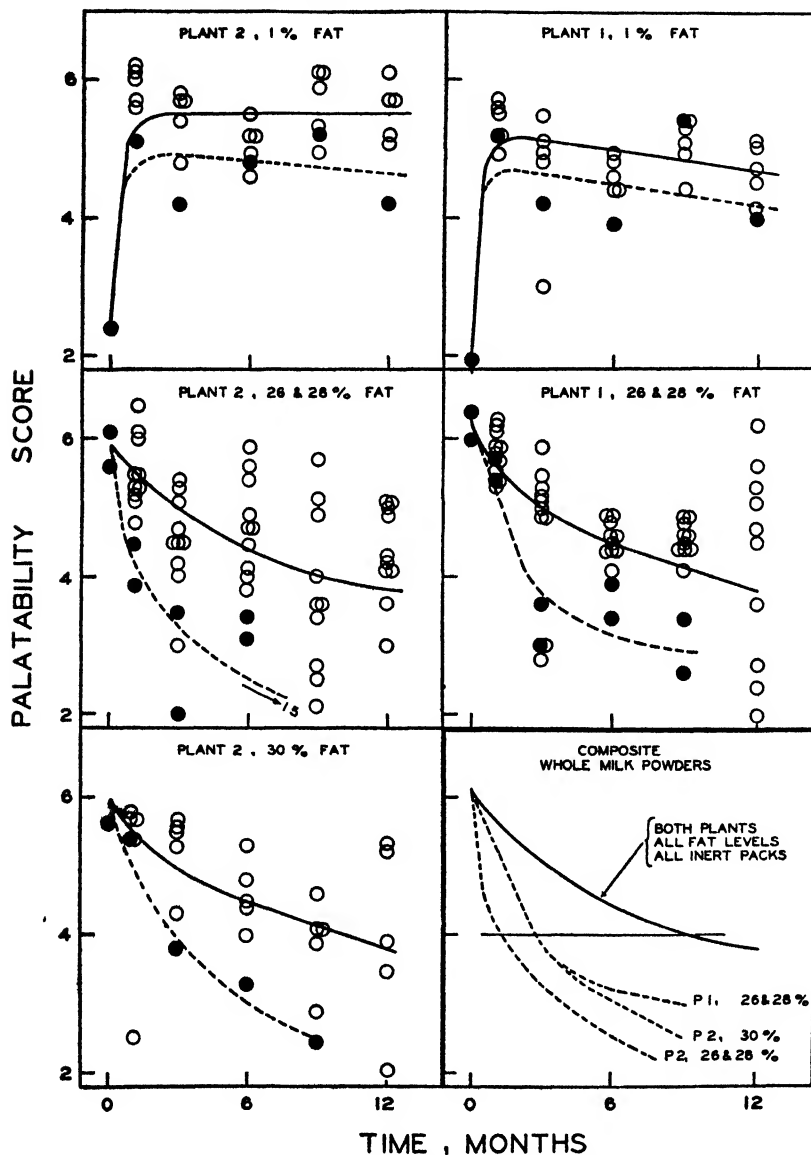 PLANT 2, 1% FAT
PLANT 1, 1% FAT
6
4
2
PLANT 2, 26 & 28% FAT
PLANT 1, 26 & 28% FAT
6
4
2
1.5
PLANT 2, 30% FAT
COMPOSITE
WHOLE MILK POWDERS
BOTH PLANTS
ALL FAT LEVELS
ALL INERT PACKS
6
4
2
P1, 26&28%
P2, 30%
P2, 26&28%
0
6
12
0
6
12
PALATABILITY SCORE
TIME, MONTHS